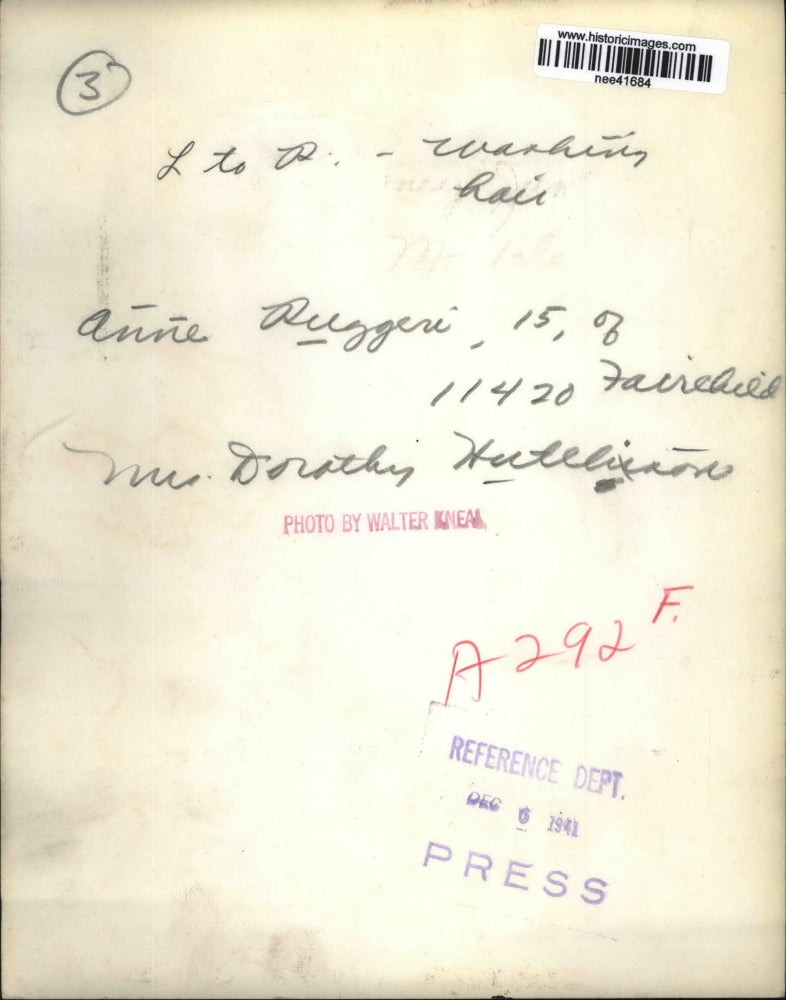 www.historicimages.com
nee41684
3
L to R. - washing
hair
Anne Ruggeri, 15, of
11420 Fairchild
Mrs. Dorothy Hutchinson
PHOTO BY WALTER KNEAL
A292 F.
REFERENCE DEPT.
DEC 6 1941
PRESS